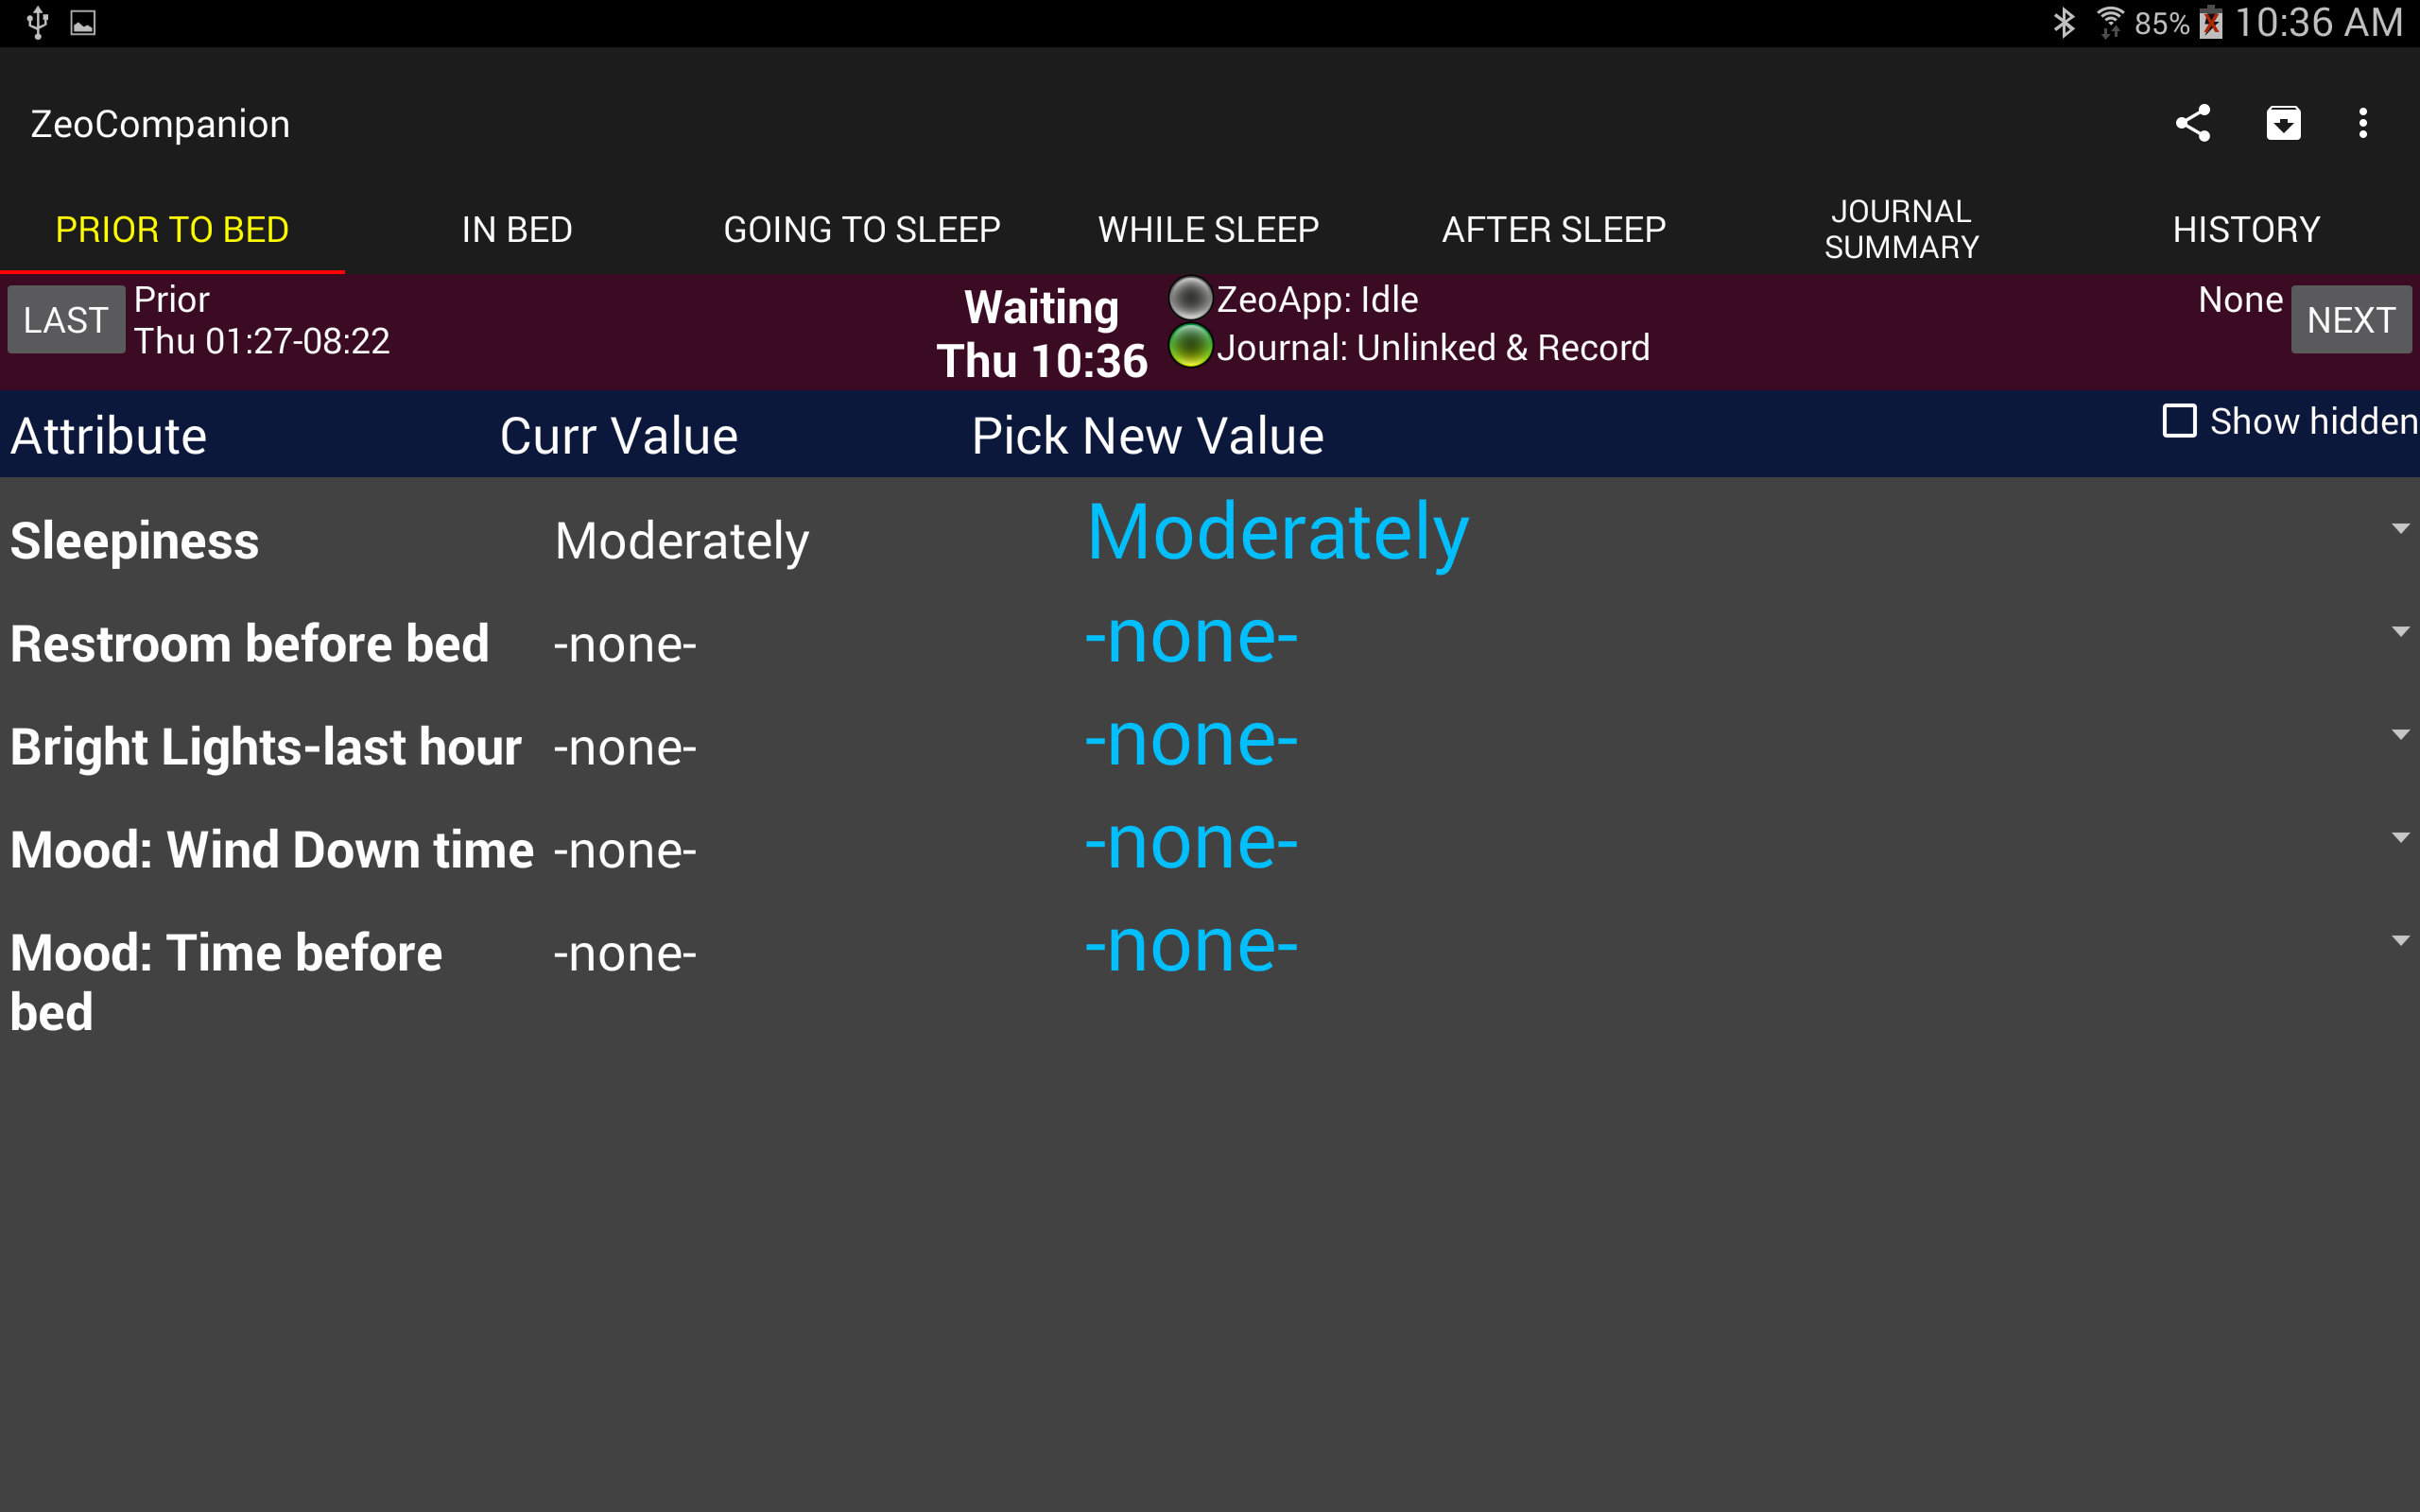 85% 10:36 AM
ZeoCompanion
PRIOR TO BED IN BED GOING TO SLEEP WHILE SLEEP AFTER SLEEP JOURNAL SUMMARY HISTORY
LAST Prior Waiting ZeoApp: Idle None NEXT
Thu 01:27-08:22 Thu 10:36 Journal: Unlinked & Record
Attribute Curr Value Pick New Value Show hidden
Sleepiness Moderately Moderately
Restroom before bed -none- -none-
Bright Lights-last hour -none- -none-
Mood: Wind Down time -none- -none-
Mood: Time before -none- -none-
bed